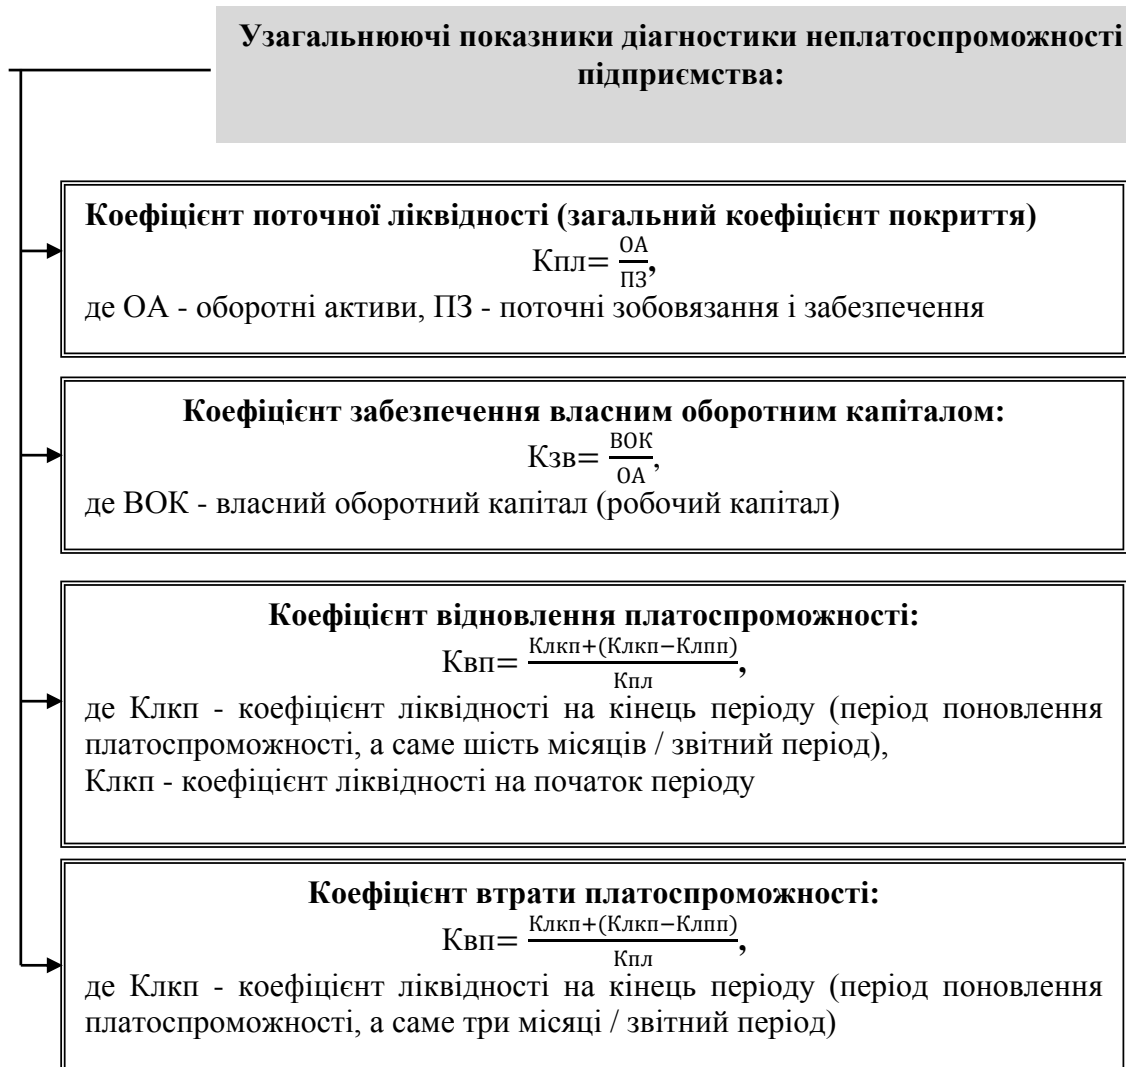 Узагальнюючі показники діагностики неплатоспроможності
підприємства:
Коефіцієнт поточної ліквідності (загальний коефіцієнт покриття)
Кпл= ОА/ПЗ,
де ОА - оборотні активи, ПЗ - поточні зобовязання і забезпечення
Коефіцієнт забезпечення власним оборотним капіталом:
Кзв= ВОК/ОА,
де ВОК - власний оборотний капітал (робочий капітал)
Коефіцієнт відновлення платоспроможності:
Квп= Клкп+(Клкп−Клпп)/Кпл,
де Клкп - коефіцієнт ліквідності на кінець періоду (період поновлення
платоспроможності, а саме шість місяців / звітний період),
Клкп - коефіцієнт ліквідності на початок періоду
Коефіцієнт втрати платоспроможності:
Квп= Клкп+(Клкп−Клпп)/Кпл,
де Клкп - коефіцієнт ліквідності на кінець періоду (період поновлення
платоспроможності, а саме три місяці / звітний період)